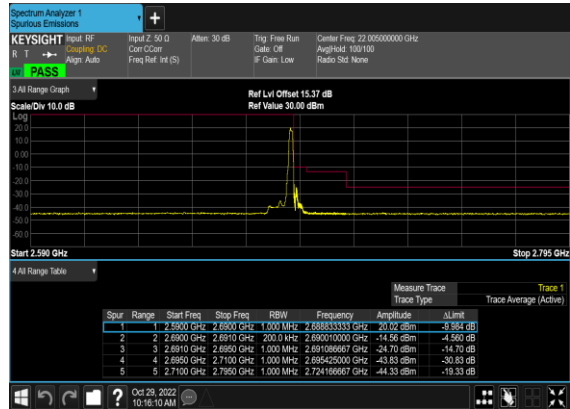 Spectrum Analyzer 1
Spurious Emissions
KEYSIGHT Input: RF Input Z: 50 Ω Atten: 30 dB Trig: Free Run Center Freq: 22.005000000 GHz
R T Coupling: DC Corr CCorr Gate: Off Avg|Hold: 100/100
Align: Auto Freq Ref: Int (S) IF Gain: Low Radio Std: None
PASS
3 All Range Graph Ref Lvl Offset 15.37 dB
Scale/Div 10.0 dB Ref Value 30.00 dBm
Log
20.0
10.0
0.00
-10.0
-20.0
-30.0
-40.0
-50.0
-60.0
Start 2.590 GHz Stop 2.795 GHz
4 All Range Table
Measure Trace Trace 1
Trace Type Trace Average (Active)
Spur Range Start Freq Stop Freq RBW Frequency Amplitude ΔLimit
1 1 2.5900 GHz 2.6900 GHz 1.000 MHz 2.688833333 GHz 20.02 dBm -9.984 dB
2 2 2.6900 GHz 2.6910 GHz 200.0 kHz 2.690010000 GHz -14.56 dBm -4.560 dB
3 3 2.6910 GHz 2.6950 GHz 1.000 MHz 2.691086667 GHz -24.70 dBm -14.70 dB
4 4 2.6950 GHz 2.7100 GHz 1.000 MHz 2.695425000 GHz -43.83 dBm -30.83 dB
5 5 2.7100 GHz 2.7950 GHz 1.000 MHz 2.724166667 GHz -44.33 dBm -19.33 dB
? Oct 29, 2022
10:16:10 AM